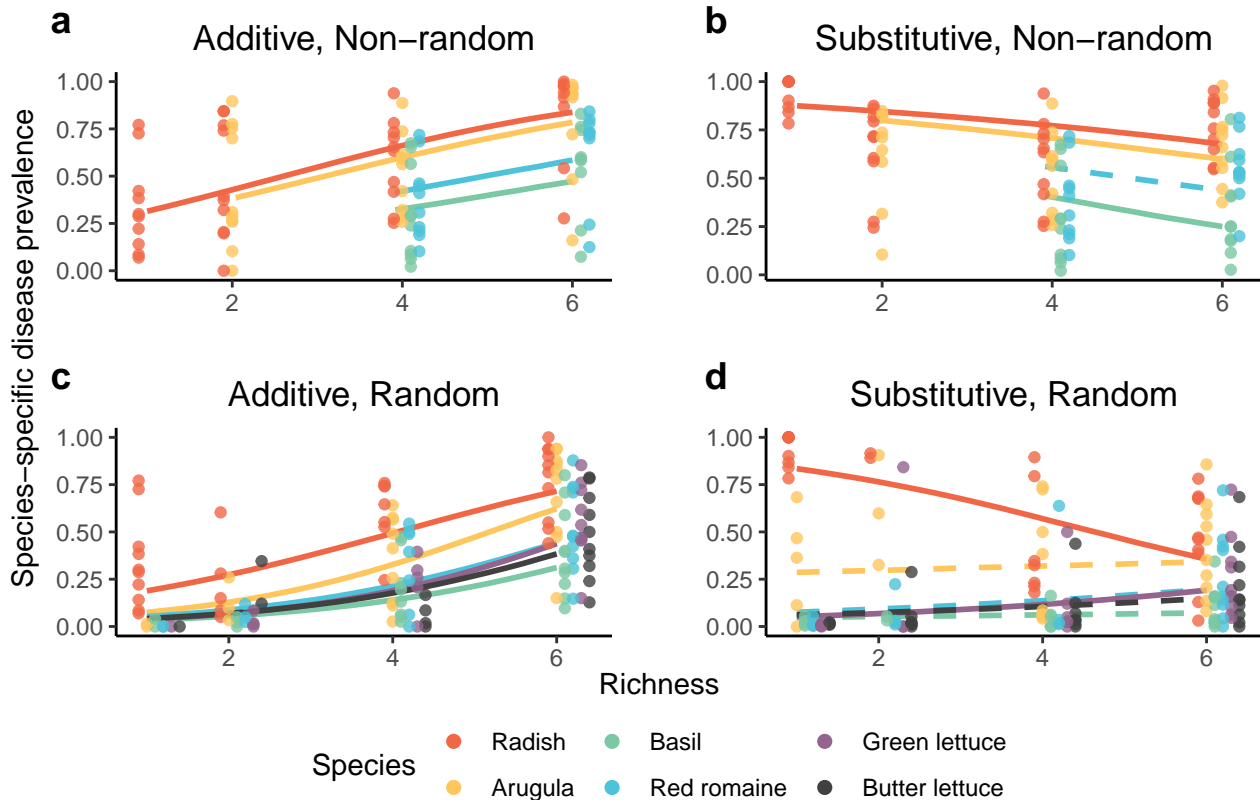 a
Additive, Non−random
b
Substitutive, Non−random
Species−specific disease prevalence
1.00
0.75
0.50
0.25
0.00
2
4
6
1.00
0.75
0.50
0.25
0.00
2
4
6
c
Additive, Random
d
Substitutive, Random
1.00
0.75
0.50
0.25
0.00
2
4
6
1.00
0.75
0.50
0.25
0.00
2
4
6
Richness
Species
Radish
Basil
Green lettuce
Arugula
Red romaine
Butter lettuce